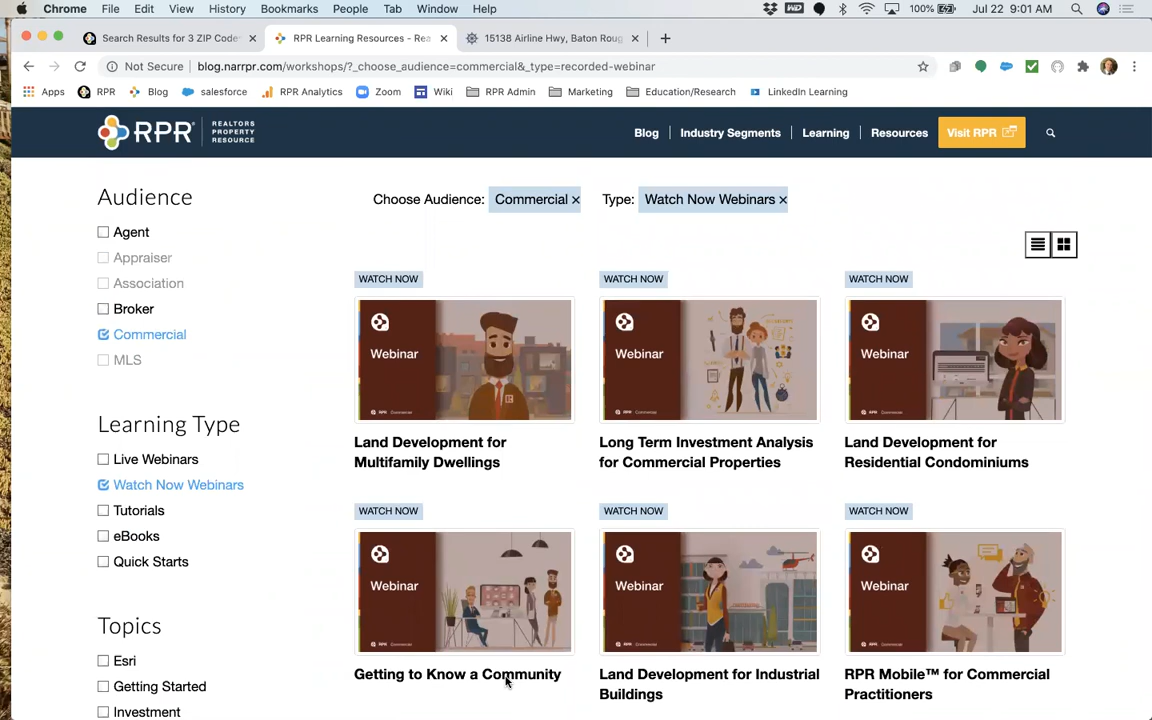 Chrome File Edit View History Bookmarks People Tab Window Help WD 100% Jul 22 9:01 AM
Search Results for 3 ZIP Code × RPR Learning Resources - Rea × 15138 Airline Hwy, Baton Roug × +
Not Secure | blog.narrpr.com/workshops/?_choose_audience=commercial&_type=recorded-webinar
Apps RPR Blog salesforce RPR Analytics Zoom Wiki RPR Admin Marketing Education/Research LinkedIn Learning
RPR REALTORS PROPERTY RESOURCE Blog Industry Segments Learning Resources Visit RPR
Audience
Choose Audience: Commercial × Type: Watch Now Webinars ×
Agent
Appraiser
Association
Broker
Commercial
MLS
Learning Type
Live Webinars
Watch Now Webinars
Tutorials
eBooks
Quick Starts
Topics
Esri
Getting Started
Investment
WATCH NOW
Webinar
Land Development for
Multifamily Dwellings
WATCH NOW
Webinar
Long Term Investment Analysis
for Commercial Properties
WATCH NOW
Webinar
Land Development for
Residential Condominiums
WATCH NOW
Webinar
Getting to Know a Community
WATCH NOW
Webinar
Land Development for Industrial
Buildings
WATCH NOW
Webinar
RPR Mobile™ for Commercial
Practitioners